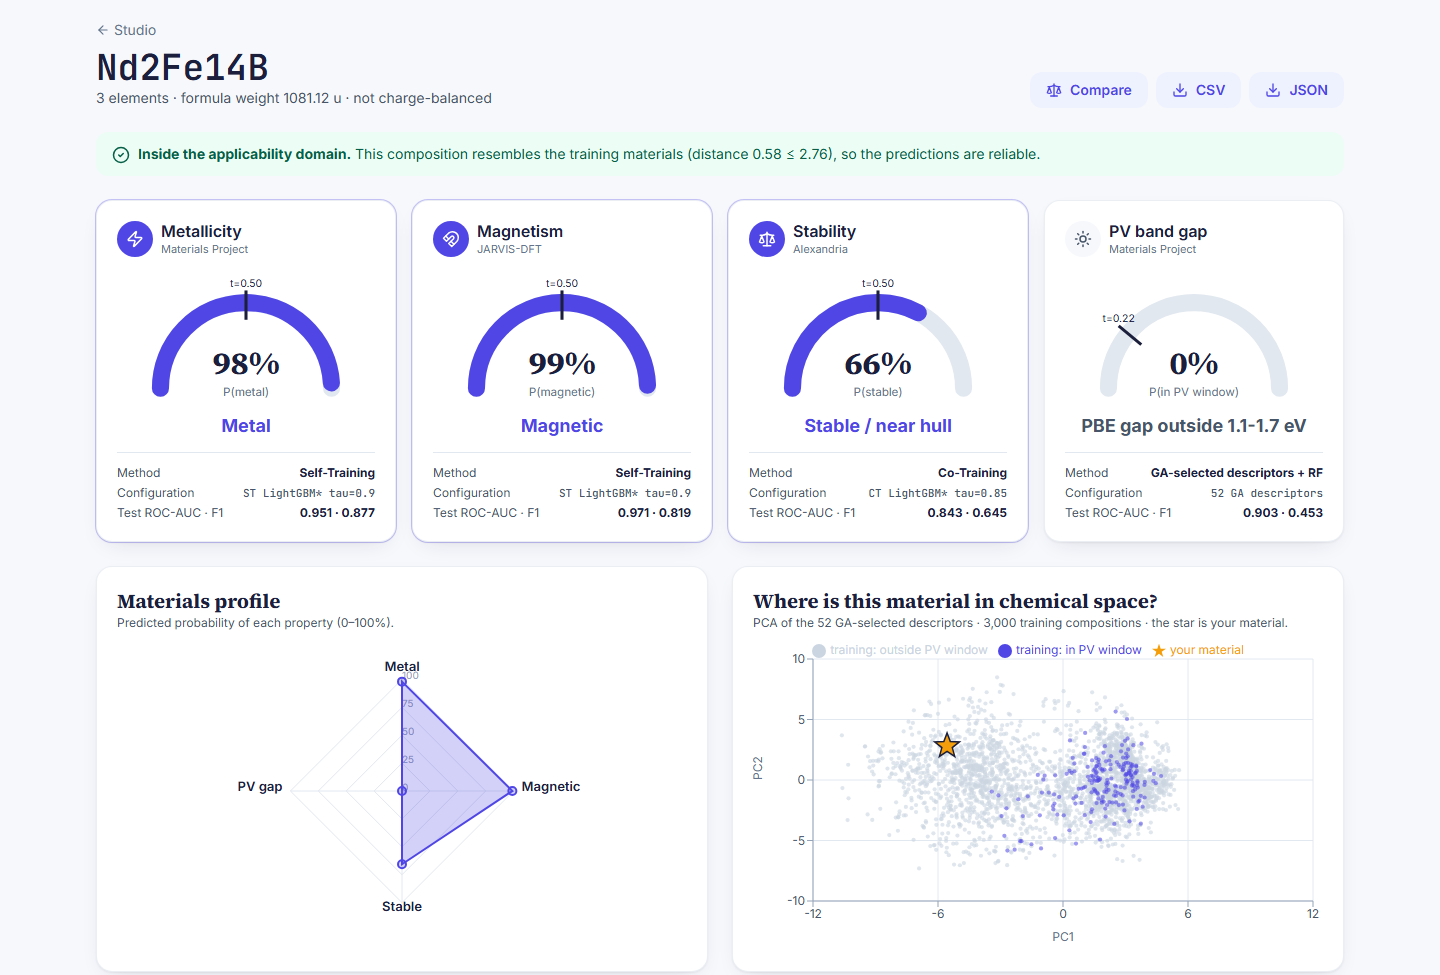 Studio
Nd2Fe14B
3 elements · formula weight 1081.12 u · not charge-balanced
Compare
CSV
JSON
Inside the applicability domain. This composition resembles the training materials (distance 0.58 ≤ 2.76), so the predictions are reliable.
Metallicity
Materials Project
t=0.50
98%
P(metal)
Metal
Method Self-Training
Configuration ST LightGBM* tau=0.9
Test ROC-AUC · F1 0.951 · 0.877
Magnetism
JARVIS-DFT
t=0.50
99%
P(magnetic)
Magnetic
Method Self-Training
Configuration ST LightGBM* tau=0.9
Test ROC-AUC · F1 0.971 · 0.819
Stability
Alexandria
t=0.50
66%
P(stable)
Stable / near hull
Method Co-Training
Configuration CT LightGBM* tau=0.85
Test ROC-AUC · F1 0.843 · 0.645
PV band gap
Materials Project
t=0.22
0%
P(in PV window)
PBE gap outside 1.1-1.7 eV
Method GA-selected descriptors + RF
Configuration 52 GA descriptors
Test ROC-AUC · F1 0.903 · 0.453
Materials profile
Predicted probability of each property (0–100%).
Metal
100
75
50
25
0
PV gap
Magnetic
Stable
Where is this material in chemical space?
PCA of the 52 GA-selected descriptors · 3,000 training compositions · the star is your material.
training: outside PV window training: in PV window your material
10
5
0
-5
-10
PC2
-12 -6 0 6 12
PC1